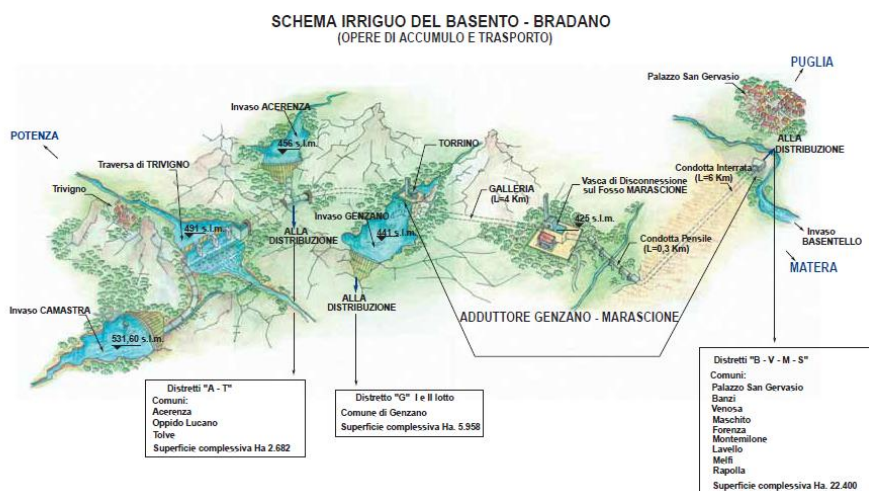 SCHEMA IRRIGUO DEL BASENTO - BRADANO
(OPERE DI ACCUMULO E TRASPORTO)
PUGLIA
Palazzo San Gervasio
Invaso ACERENZA
POTENZA
456 s.l.m.
TORRINO
ALLA
DISTRIBUZIONE
Traversa di TRIVIGNO
Condotta Interrata
(L=6 Km)
Trivigno
GALLERIA
(L=4 Km)
Vasca di Disconnessione
sul Fosso MARASCIONE
Invaso GENZANO
425 s.l.m.
491 s.l.m.
441 s.l.m.
ALLA
DISTRIBUZIONE
Invaso
BASENTELLO
Condotta Pensile
(L=0,3 Km)
MATERA
ALLA
DISTRIBUZIONE
Invaso CAMASTRA
ADDUTTORE GENZANO - MARASCIONE
531,60 s.l.m.
Distretti "A - T"
Comuni:
Acerenza
Oppido Lucano
Tolve
Superficie complessiva Ha 2.682
Distretto "G" I e II lotto
Comune di Genzano
Superficie complessiva Ha. 5.958
Distretti "B - V - M - S"
Comuni:
Palazzo San Gervasio
Banzi
Venosa
Maschito
Forenza
Montemilone
Lavello
Melfi
Rapolla
Superficie complessiva Ha. 22.400